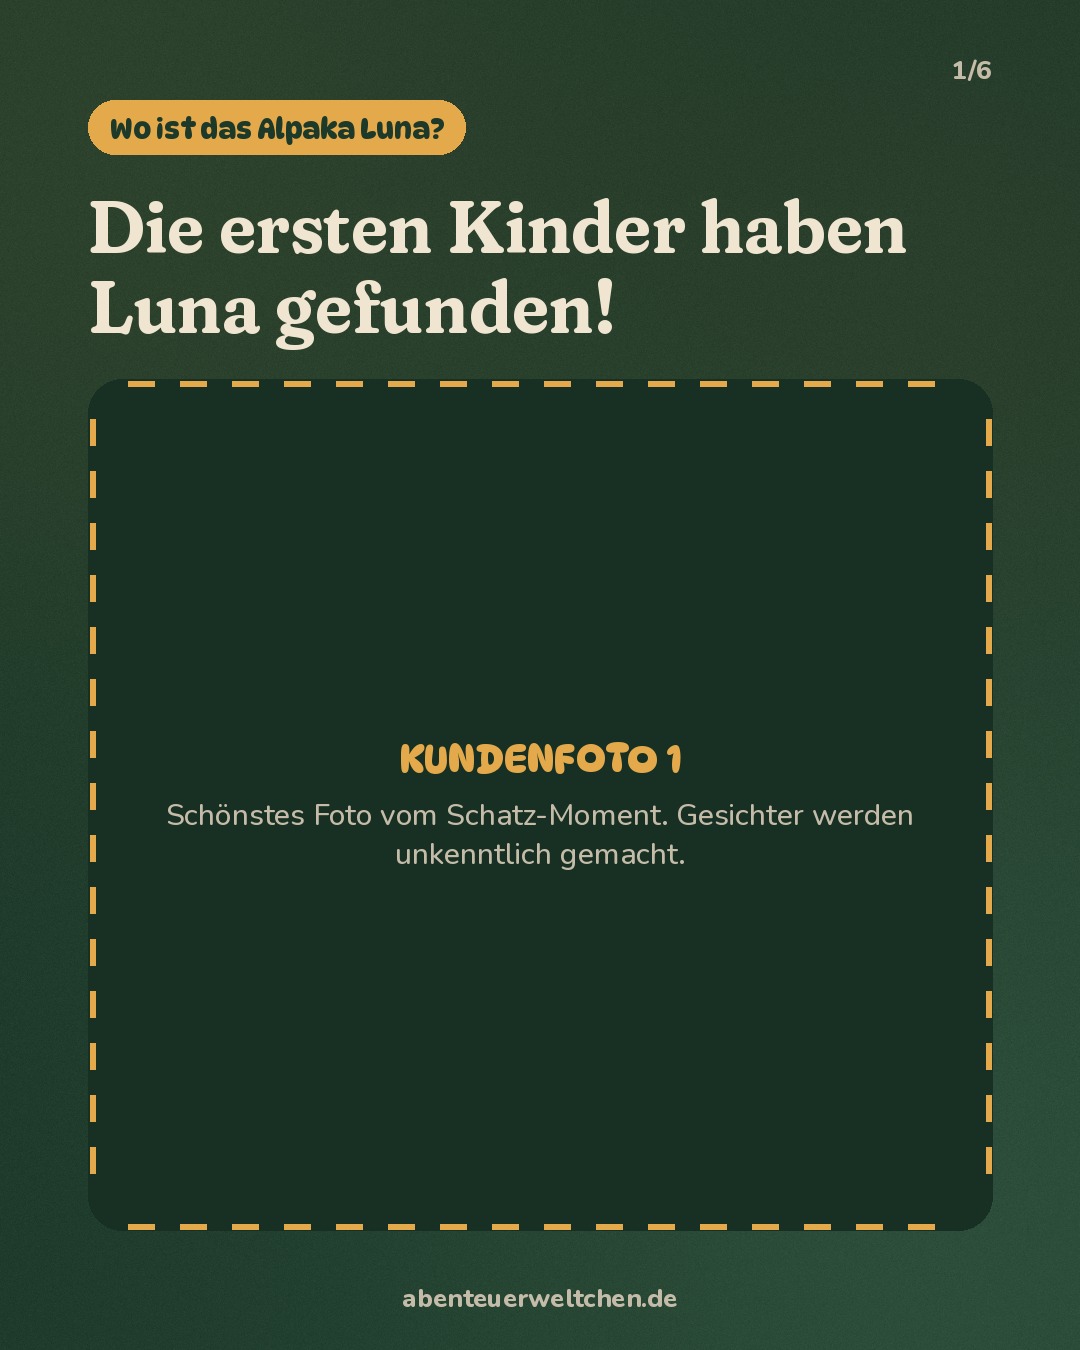 1/6
Wo ist das Alpaka Luna?
Die ersten Kinder haben
Luna gefunden!
KUNDENFOTO 1
Schönstes Foto vom Schatz-Moment. Gesichter werden
unkenntlich gemacht.
abenteuerweltchen.de